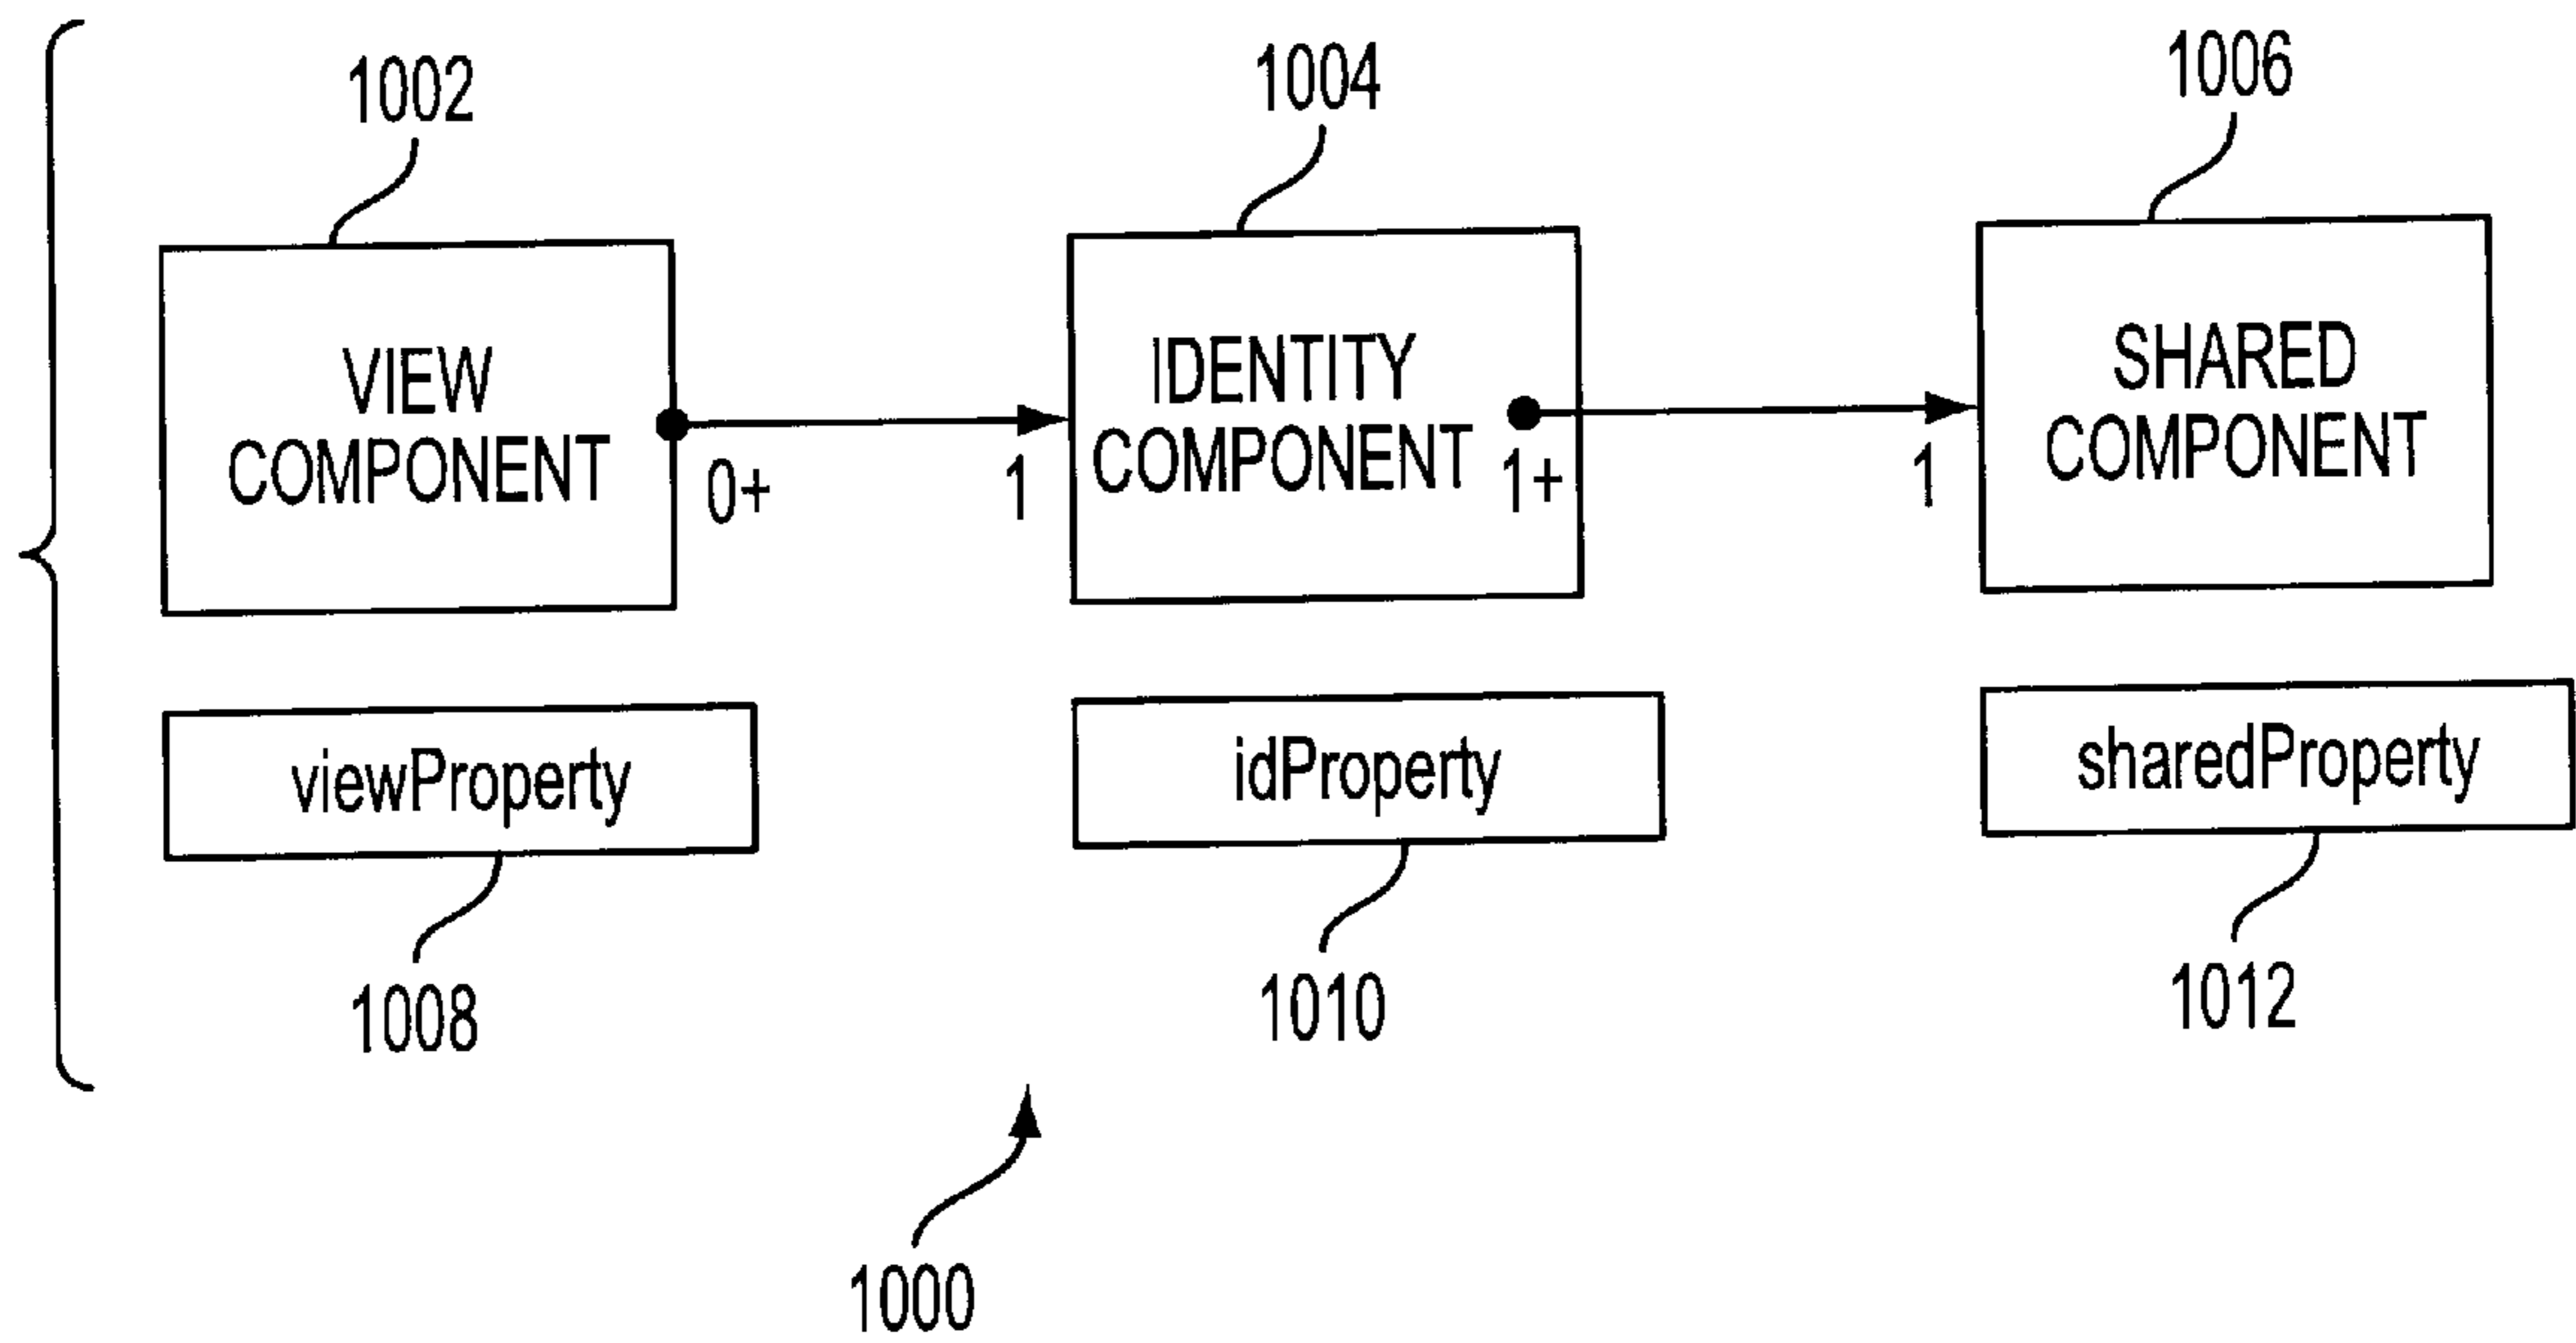 1002
1004
1006
VIEW
COMPONENT
0+
1
IDENTITY
COMPONENT
1+
1
SHARED
COMPONENT
viewProperty
idProperty
sharedProperty
1008
1010
1012
1000